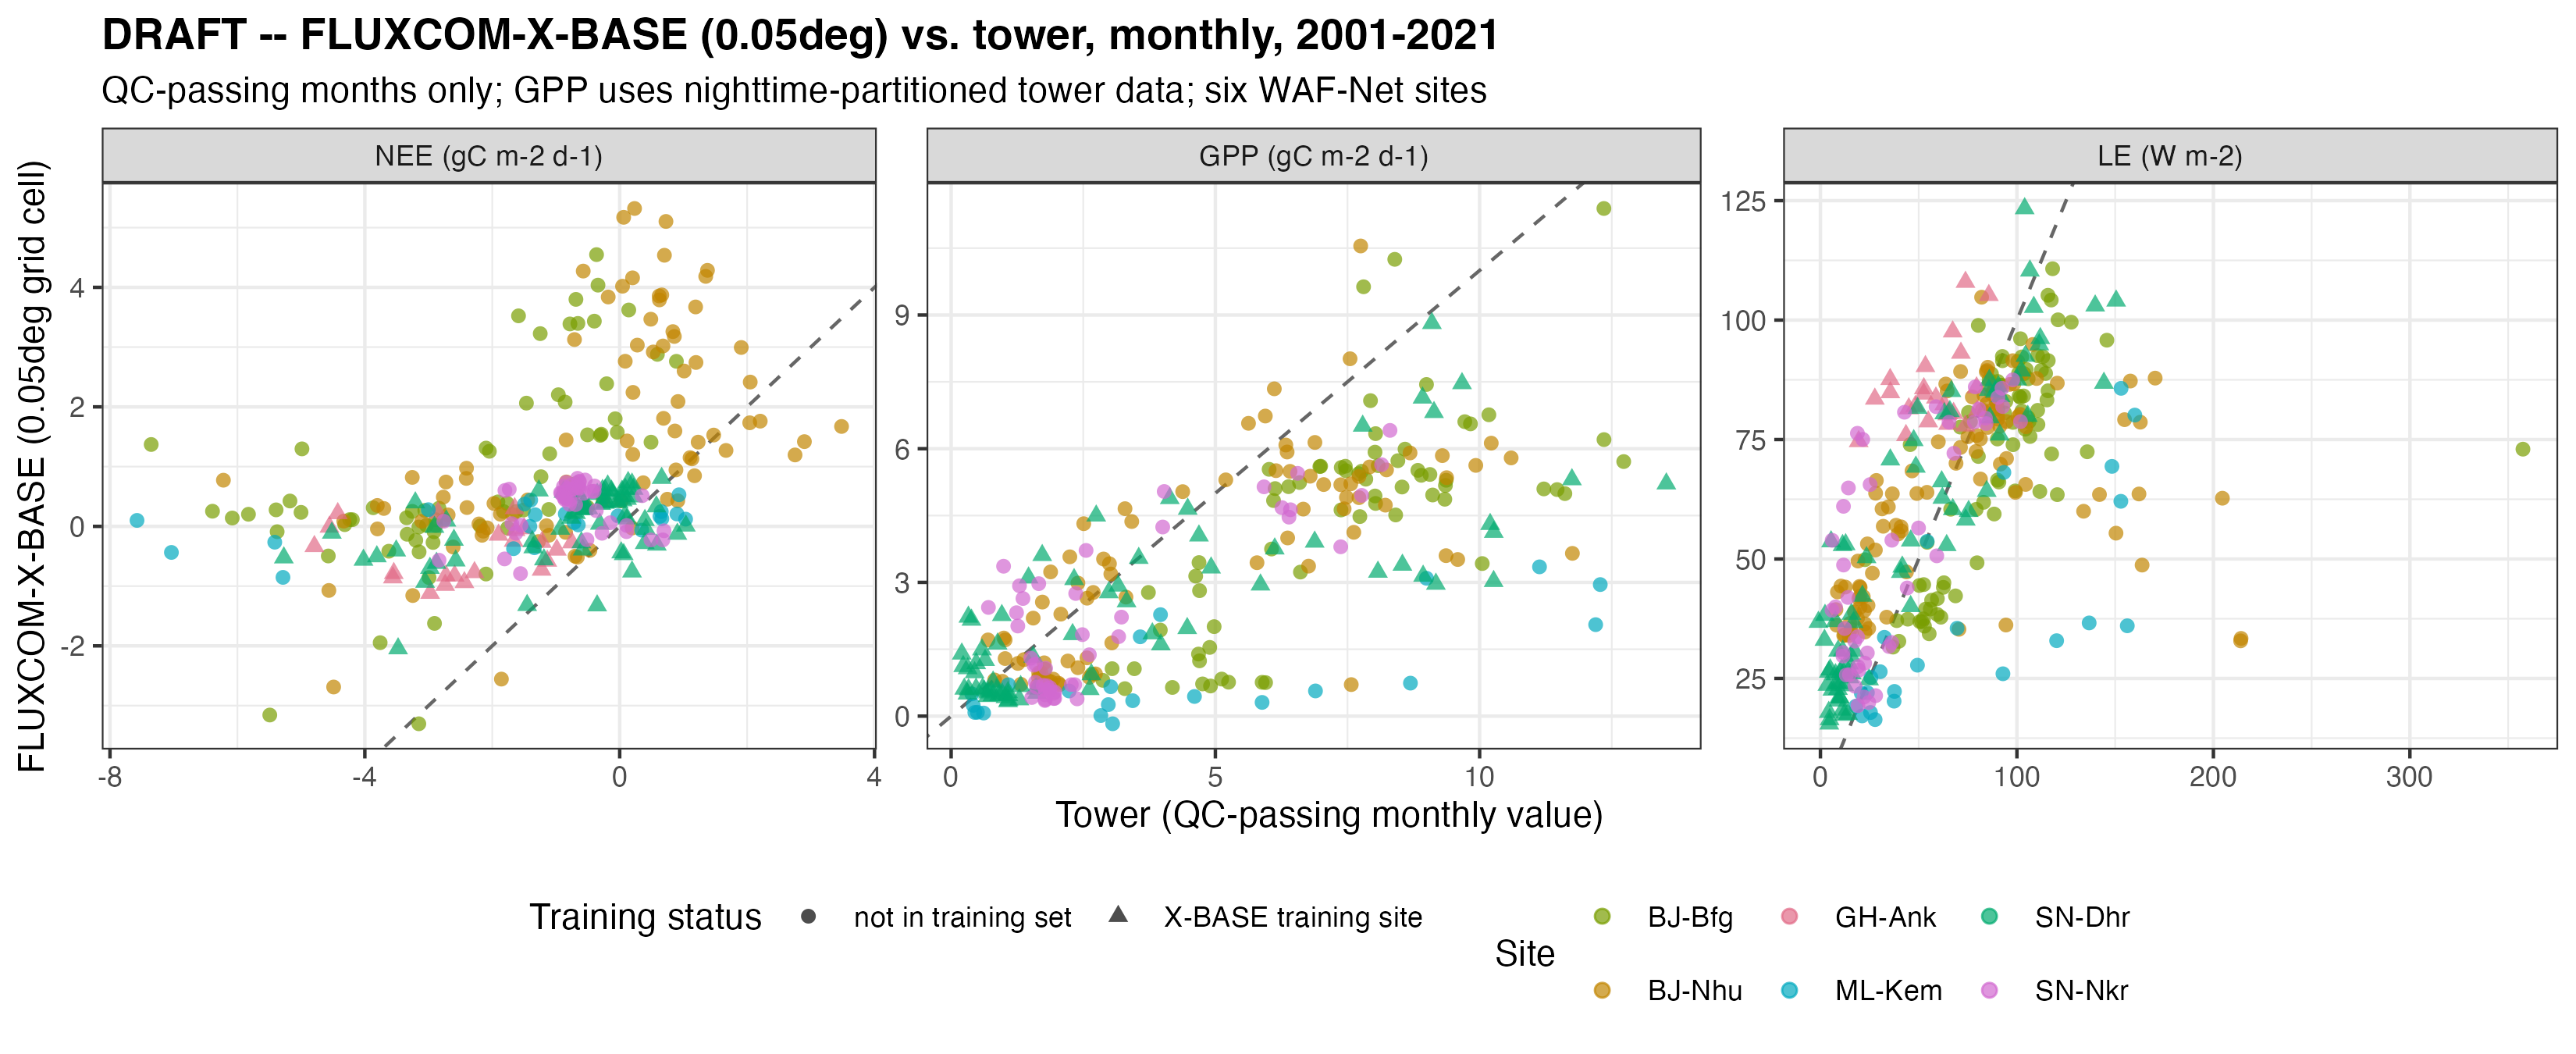 DRAFT -- FLUXCOM-X-BASE (0.05deg) vs. tower, monthly, 2001-2021
QC-passing months only; GPP uses nighttime-partitioned tower data; six WAF-Net sites
NEE (gC m-2 d-1)
GPP (gC m-2 d-1)
LE (W m-2)
FLUXCOM-X-BASE (0.05deg grid cell)
4
2
0
-2
-8
-4
0
4
9
6
3
0
0
5
10
125
100
75
50
25
0
100
200
300
Tower (QC-passing monthly value)
Training status
not in training set
X-BASE training site
Site
BJ-Bfg
GH-Ank
SN-Dhr
BJ-Nhu
ML-Kem
SN-Nkr